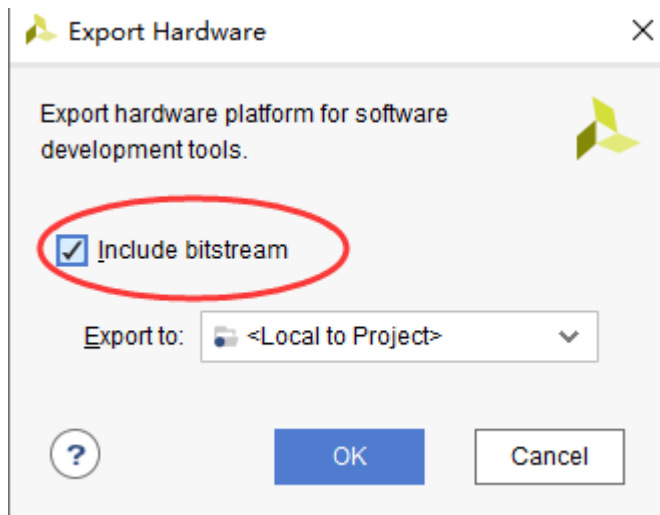 Export Hardware
Export hardware platform for software
development tools.
Include bitstream
Export to: <Local to Project>
?
OK Cancel